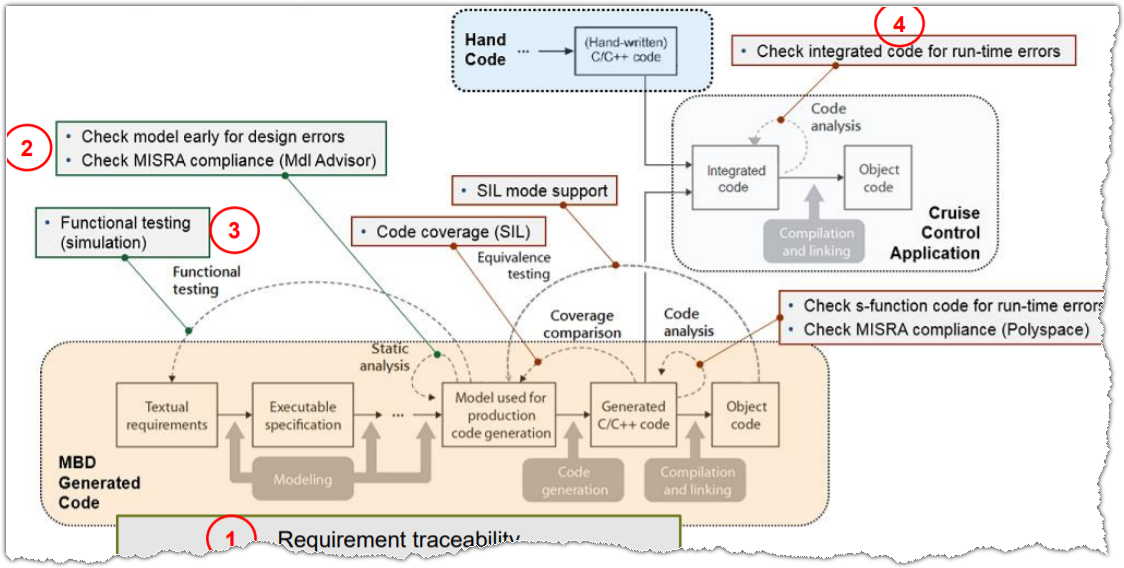 4
Hand
Code
...
(Hand-written)
C/C++ code
• Check integrated code for run-time errors
2
• Check model early for design errors
• Check MISRA compliance (Mdl Advisor)
Code
analysis
Integrated
code
Object
code
Compilation
and linking
Cruise
Control
Application
• SIL mode support
• Functional testing
(simulation)
3
• Code coverage (SIL)
Equivalence
testing
Functional
testing
• Check s-function code for run-time errors
• Check MISRA compliance (Polyspace)
Coverage
comparison
Code
analysis
Static
analysis
Textual
requirements
Executable
specification
...
Model used for
production
code generation
Generated
C/C++ code
Object
code
MBD
Generated
Code
Modeling
Code
generation
Compilation
and linking
1
Requirement traceability